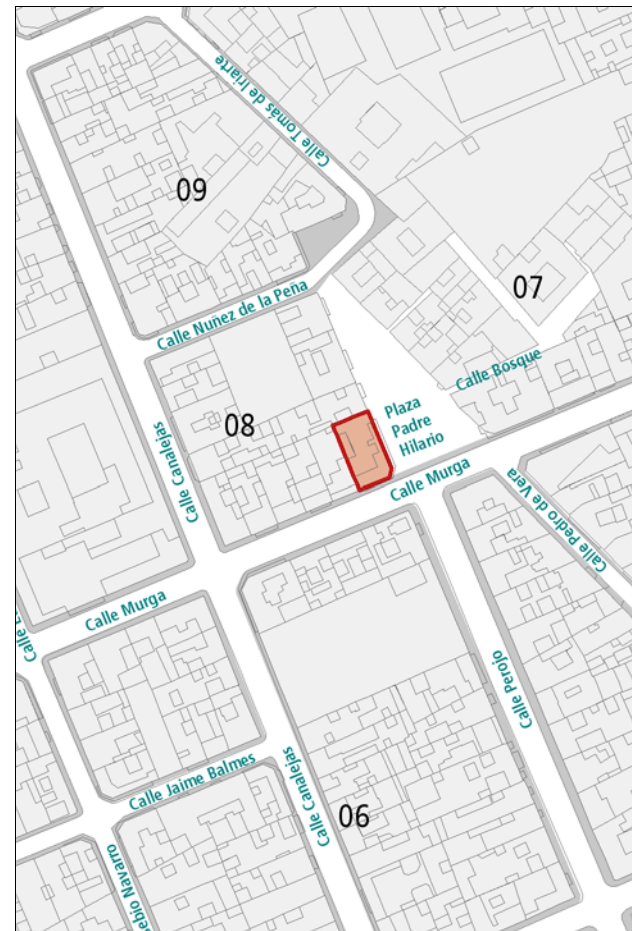 Calle Tomás de Iriarte
09
07
Calle Nuñez de la Peña
Calle Bosque
Plaza
Padre
Hilario
08
Calle Canalejas
Calle Murga
Calle Pedro de Vera
Calle Murga
Calle
Calle Perojo
Calle Jaime Balmes
Calle Canalejas
06
ebio Navarro